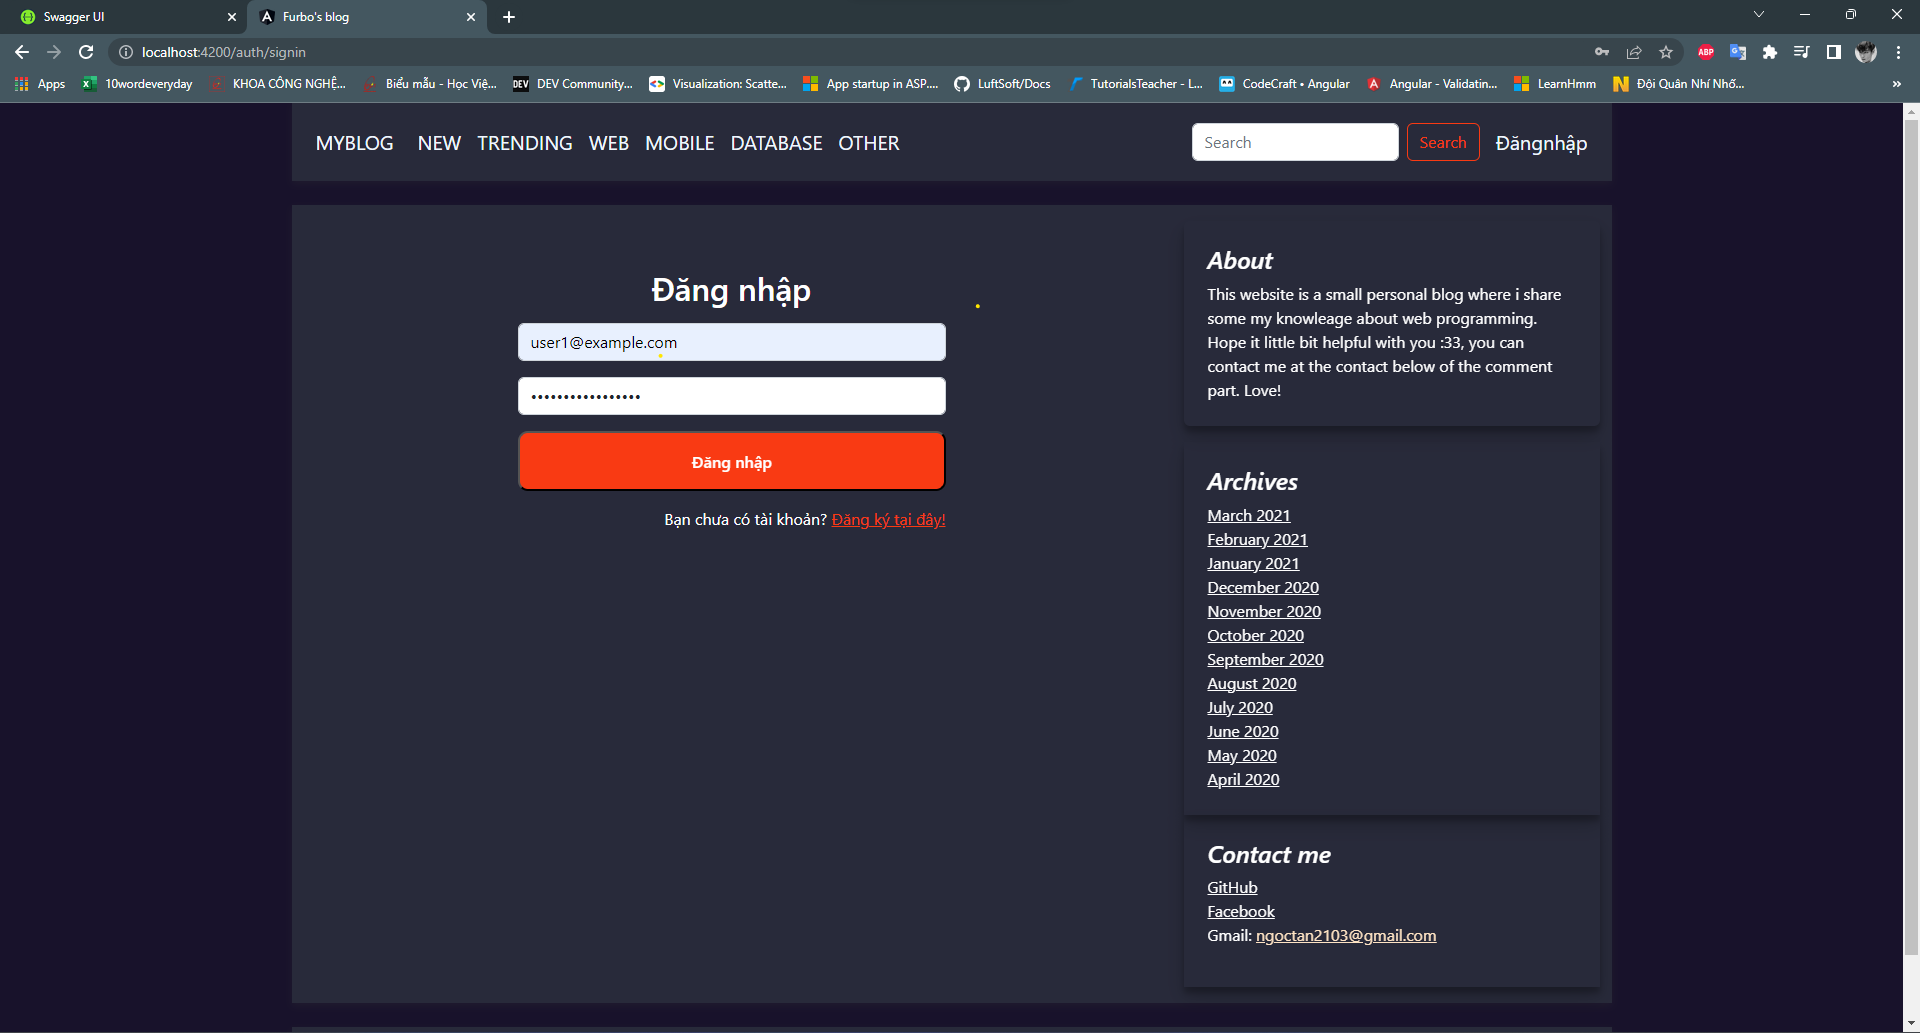 Swagger UI
Furbo's blog
localhost:4200/auth/signin
ABP
Apps
10wordeveryday
KHOA CÔNG NGHỆ...
Biểu mẫu - Học Việ...
DEV
DEV Community...
Visualization: Scatte...
App startup in ASP....
LuftSoft/Docs
TutorialsTeacher - L...
CodeCraft • Angular
Angular - Validatin...
LearnHmm
Đội Quân Nhí Nhố...
MYBLOG NEW TRENDING WEB MOBILE DATABASE OTHER
Search
Search
Đăngnhập
Đăng nhập
user1@example.com
•••••••••••••••••
Đăng nhập
Bạn chưa có tài khoản? Đăng ký tại đây!
About
This website is a small personal blog where i share
some my knowleage about web programming.
Hope it little bit helpful with you :33, you can
contact me at the contact below of the comment
part. Love!
Archives
March 2021
February 2021
January 2021
December 2020
November 2020
October 2020
September 2020
August 2020
July 2020
June 2020
May 2020
April 2020
Contact me
GitHub
Facebook
Gmail: ngoctan2103@gmail.com